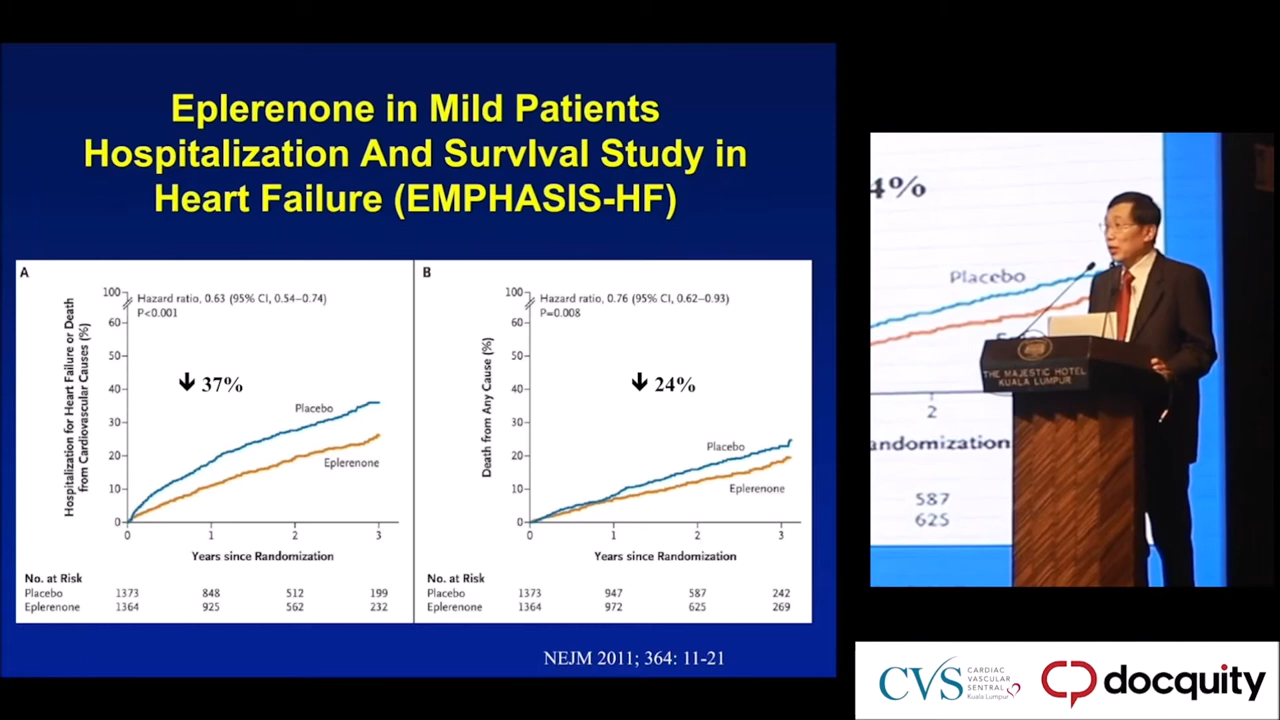 Eplerenone in Mild Patients
Hospitalization And SurvIval Study in
Heart Failure (EMPHASIS-HF)
A
Hospitalization for Heart Failure or Death
from Cardiovascular Causes (%)
100
60
50
40
30
20
10
0
Hazard ratio, 0.63 (95% CI, 0.54–0.74)
P<0.001
37%
Placebo
Eplerenone
0 1 2 3
Years since Randomization
No. at Risk
Placebo 1373 848 512 199
Eplerenone 1364 925 562 232
B
Death from Any Cause (%)
100
60
50
40
30
20
10
0
Hazard ratio, 0.76 (95% CI, 0.62–0.93)
P=0.008
24%
Placebo
Eplerenone
0 1 2 3
Years since Randomization
No. at Risk
Placebo 1373 947 587 242
Eplerenone 1364 972 625 269
NEJM 2011; 364: 11-21
4%
Placebo
2
andomization
587
625
THE MAJESTIC HOTEL
KUALA LUMPUR
CVS
CARDIAC
VASCULAR
SENTRAL
Kuala Lumpur
docquity